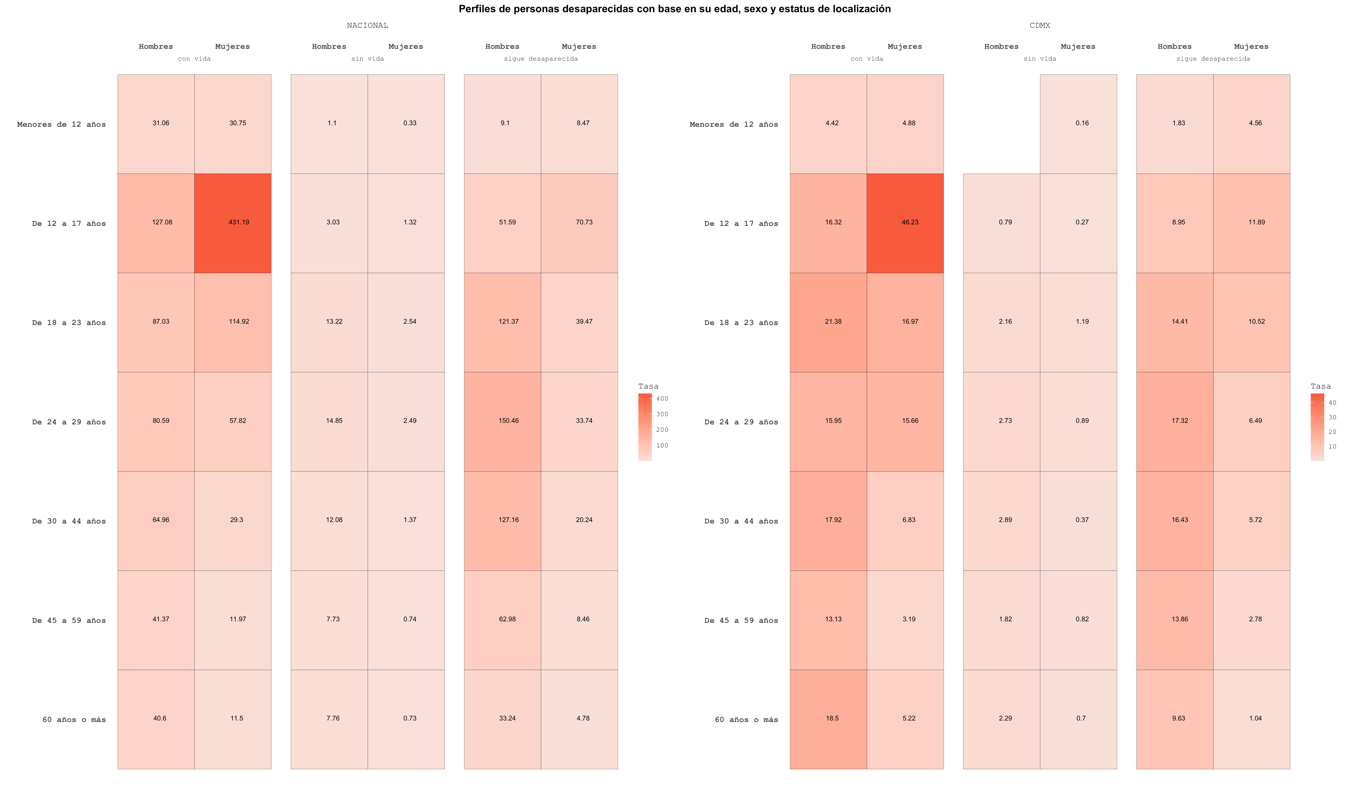 Perfiles de personas desaparecidas con base en su edad, sexo y estatus de localización
NACIONAL
Hombres Mujeres Hombres Mujeres Hombres Mujeres
con vida sin vida sigue desaparecida
Menores de 12 años 31.06 30.75 1.1 0.33 9.1 8.47
De 12 a 17 años 127.08 431.19 3.03 1.32 51.59 70.73
De 18 a 23 años 87.03 114.92 13.22 2.54 121.37 39.47
De 24 a 29 años 80.59 57.82 14.85 2.49 150.46 33.74
De 30 a 44 años 64.96 29.3 12.08 1.37 127.16 20.24
De 45 a 59 años 41.37 11.97 7.73 0.74 62.98 8.46
60 años o más 40.6 11.5 7.76 0.73 33.24 4.78
Tasa
400
300
200
100
CDMX
Hombres Mujeres Hombres Mujeres Hombres Mujeres
con vida sin vida sigue desaparecida
Menores de 12 años 4.42 4.88 0.16 1.83 4.56
De 12 a 17 años 16.32 46.23 0.79 0.27 8.95 11.89
De 18 a 23 años 21.38 16.97 2.16 1.19 14.41 10.52
De 24 a 29 años 15.95 15.66 2.73 0.89 17.32 6.49
De 30 a 44 años 17.92 6.83 2.89 0.37 16.43 5.72
De 45 a 59 años 13.13 3.19 1.82 0.82 13.86 2.78
60 años o más 18.5 5.22 2.29 0.7 9.63 1.04
Tasa
40
30
20
10